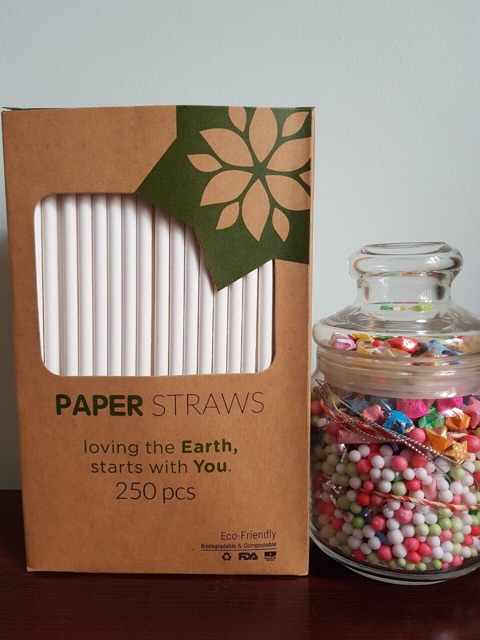 PAPER STRAWS
loving the Earth,
starts with You.
250 pcs
Eco-Friendly
Biodegradable & Compostable
FDA